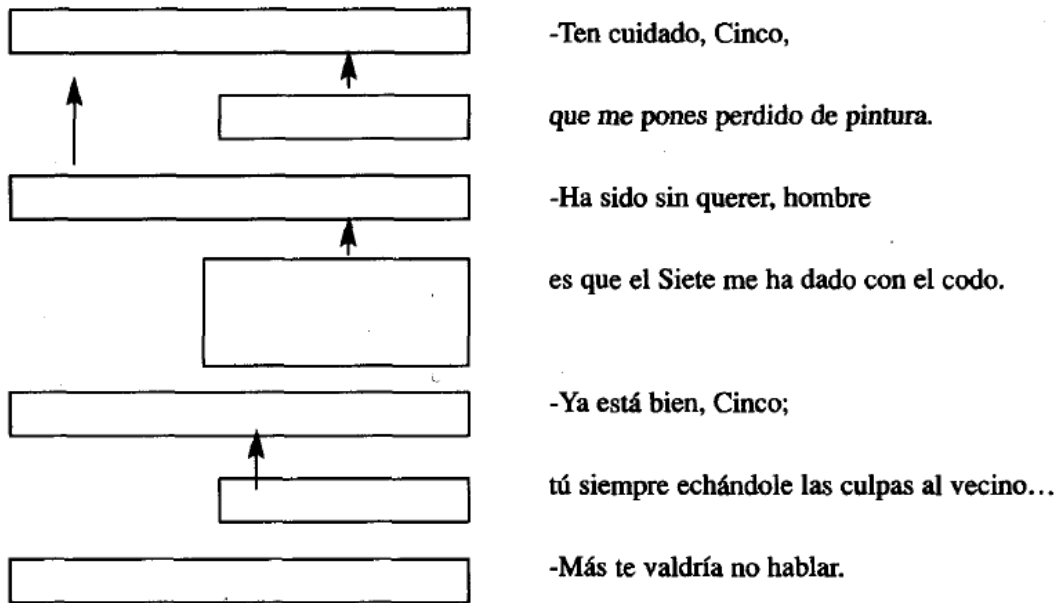 -Ten cuidado, Cinco,
que me pones perdido de pintura.
-Ha sido sin querer, hombre
es que el Siete me ha dado con el codo.
-Ya está bien, Cinco;
tú siempre echándole las culpas al vecino...
-Más te valdría no hablar.